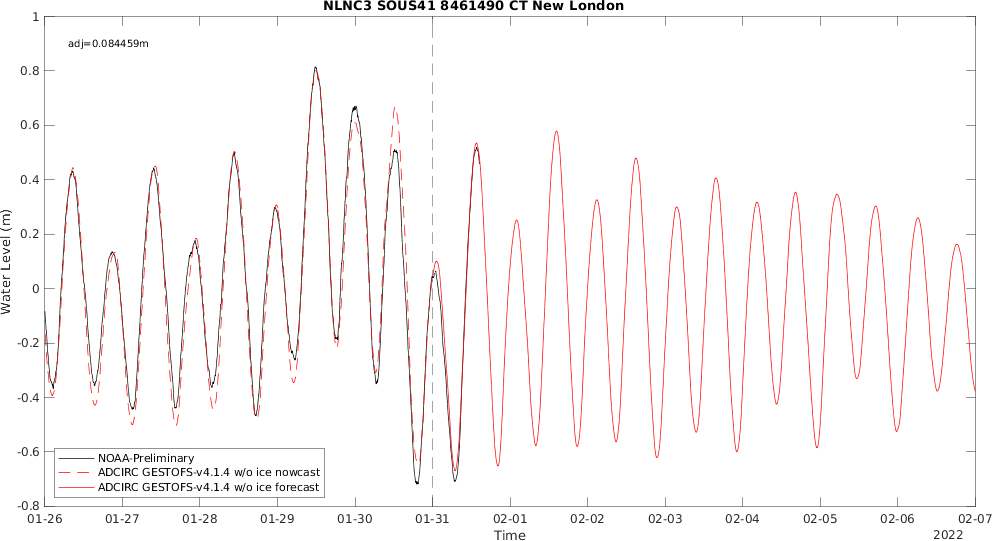 NLNC3 SOUS41 8461490 CT New London
adj=0.084459m
1
0.8
0.6
0.4
0.2
0
-0.2
-0.4
-0.6
-0.8
Water Level (m)
NOAA-Preliminary
ADCIRC GESTOFS-v4.1.4 w/o ice nowcast
ADCIRC GESTOFS-v4.1.4 w/o ice forecast
01-26 01-27 01-28 01-29 01-30 01-31 02-01 02-02 02-03 02-04 02-05 02-06 02-07
Time
2022